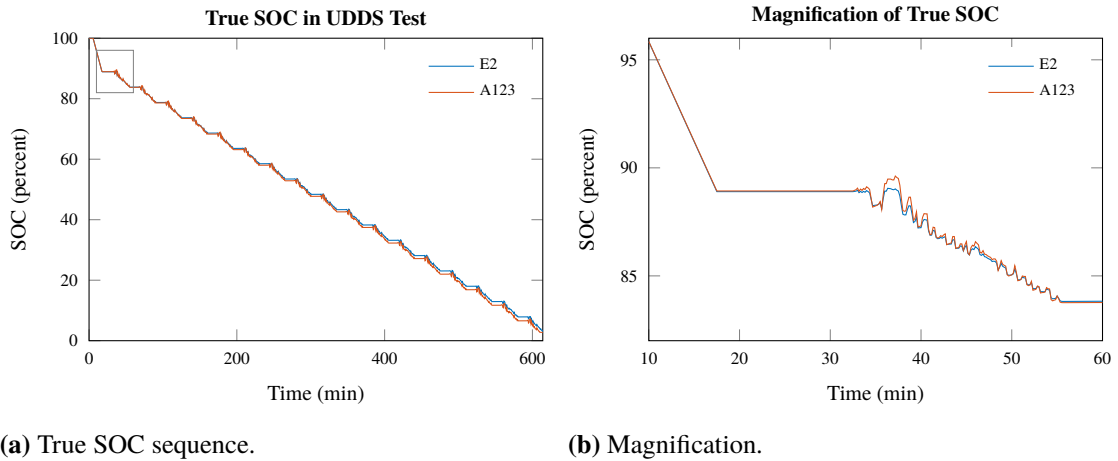 True SOC in UDDS Test
100
80
60
40
20
0
0
200
400
600
SOC (percent)
Time (min)
E2
A123
Magnification of True SOC
95
90
85
10
20
30
40
50
60
SOC (percent)
Time (min)
E2
A123
(a) True SOC sequence.
(b) Magnification.